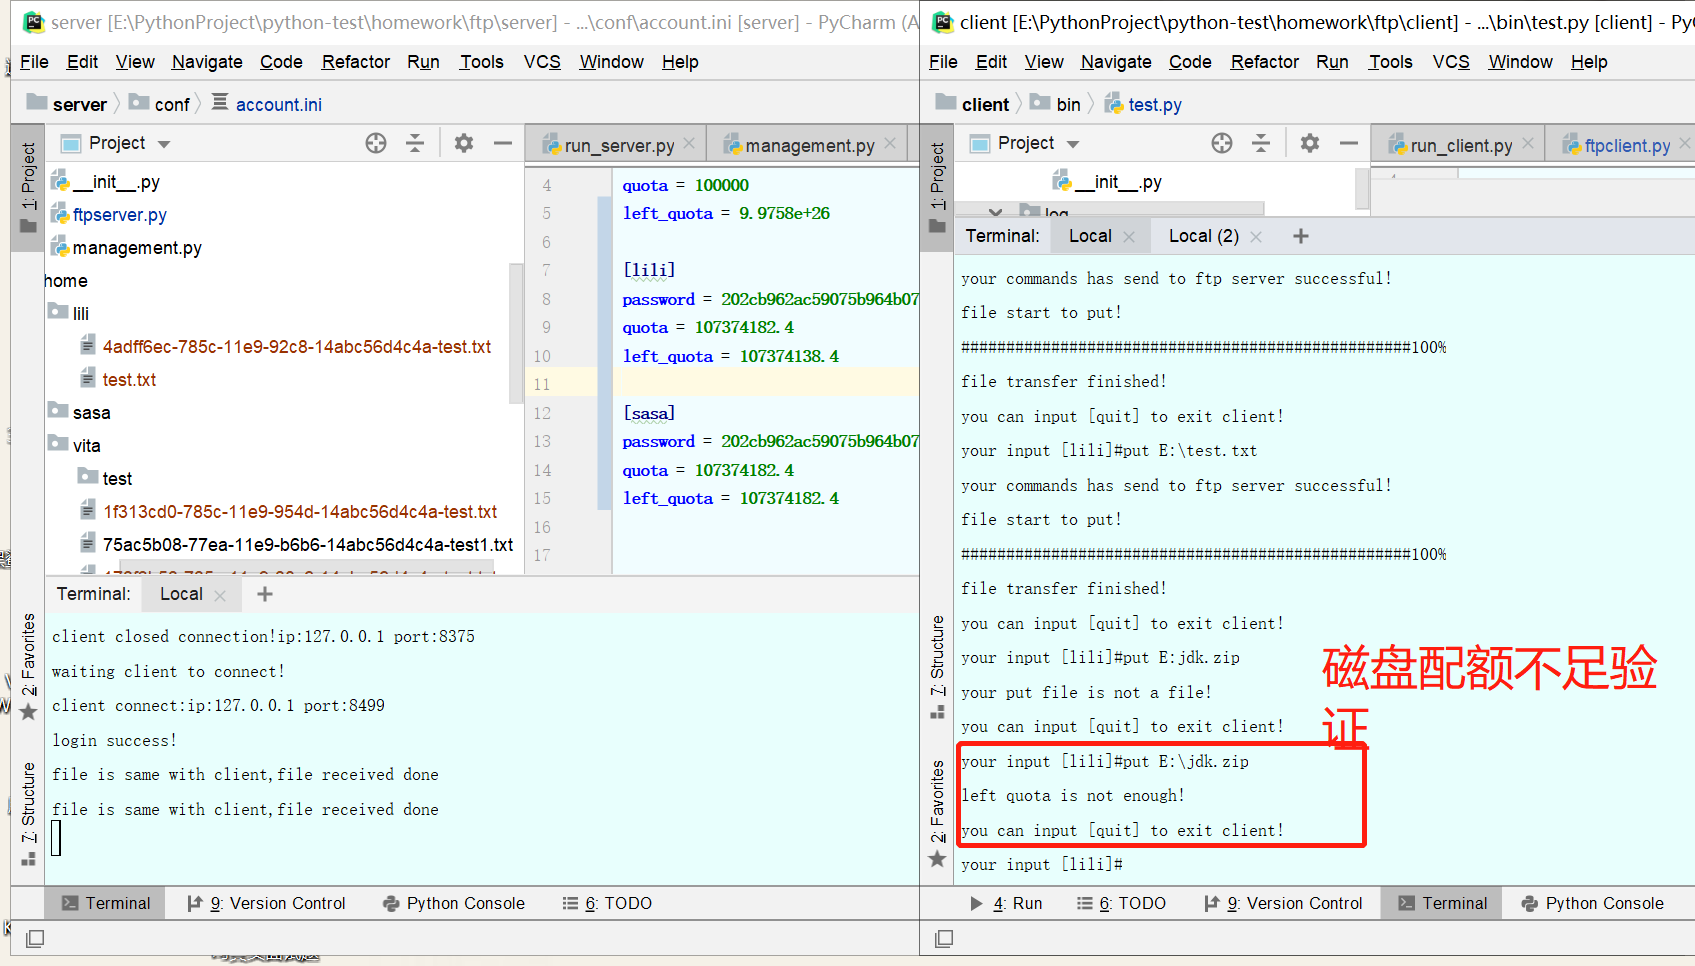 server [E:\PythonProject\python-test\homework\ftp\server] - ...\conf\account.ini [server] - PyCharm (A
File Edit View Navigate Code Refactor Run Tools VCS Window Help
server conf account.ini
Project
run_server.py
management.py
1: Project
__init__.py
ftpserver.py
management.py
home
lili
4adff6ec-785c-11e9-92c8-14abc56d4c4a-test.txt
test.txt
sasa
vita
test
1f313cd0-785c-11e9-954d-14abc56d4c4a-test.txt
75ac5b08-77ea-11e9-b6b6-14abc56d4c4a-test1.txt
4 quota = 100000
5 left_quota = 9.9758e+26
6
7 [lili]
8 password = 202cb962ac59075b964b07
9 quota = 107374182.4
10 left_quota = 107374138.4
11
12 [sasa]
13 password = 202cb962ac59075b964b07
14 quota = 107374182.4
15 left_quota = 107374182.4
16
17
Terminal: Local
client closed connection!ip:127.0.0.1 port:8375
waiting client to connect!
client connect:ip:127.0.0.1 port:8499
login success!
file is same with client,file received done
file is same with client,file received done
2: Favorites
7: Structure
Terminal 9: Version Control Python Console 6: TODO
client [E:\PythonProject\python-test\homework\ftp\client] - ...\bin\test.py [client] - PyC
File Edit View Navigate Code Refactor Run Tools VCS Window Help
client bin test.py
Project
run_client.py
ftpclient.py
1: Project
__init__.py
log
Terminal: Local Local (2)
your commands has send to ftp server successful!
file start to put!
##################################################100%
file transfer finished!
you can input [quit] to exit client!
your input [lili]#put E:\test.txt
your commands has send to ftp server successful!
file start to put!
##################################################100%
file transfer finished!
you can input [quit] to exit client!
your input [lili]#put E:jdk.zip
your put file is not a file!
you can input [quit] to exit client!
your input [lili]#put E:\jdk.zip
left quota is not enough!
you can input [quit] to exit client!
your input [lili]#
磁盘配额不足验
证
7: Structure
2: Favorites
4: Run 6: TODO 9: Version Control Terminal Python Console